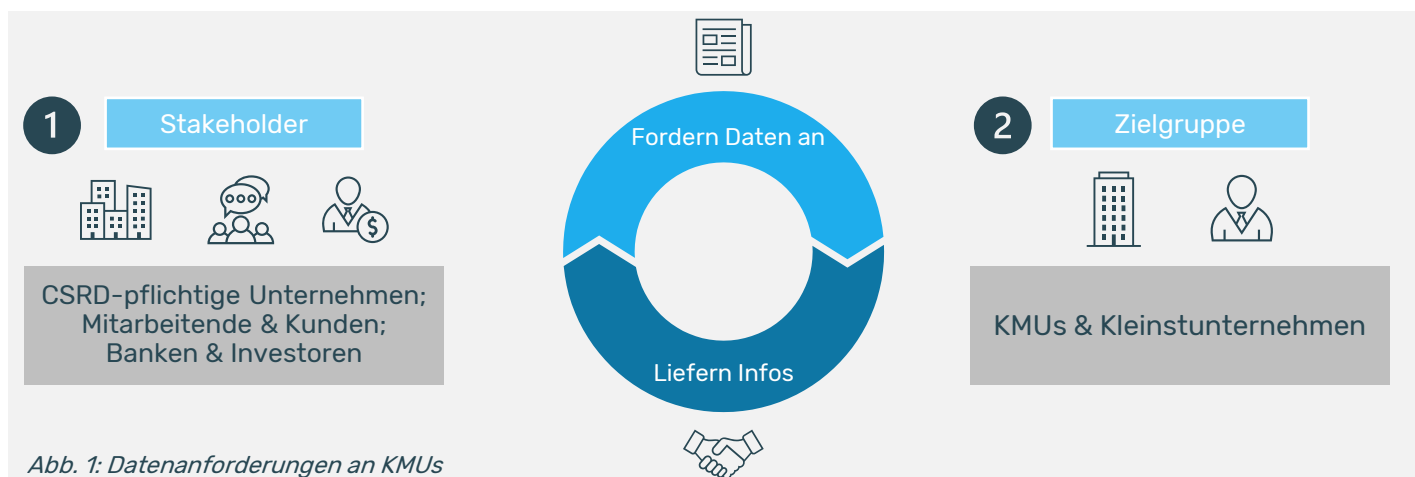 1
Stakeholder
CSRD-pflichtige Unternehmen;
Mitarbeitende & Kunden;
Banken & Investoren
Fordern Daten an
Liefern Infos
2
Zielgruppe
KMUs & Kleinstunternehmen
$
Abb. 1: Datenanforderungen an KMUs